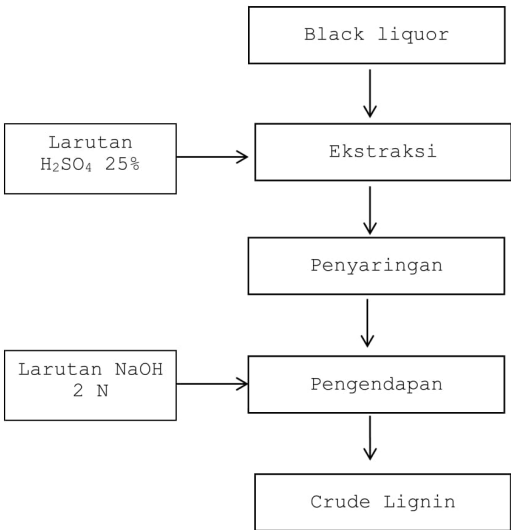 Black liquor
Larutan
H₂SO₄ 25%
Ekstraksi
Penyaringan
Larutan NaOH
2 N
Pengendapan
Crude Lignin